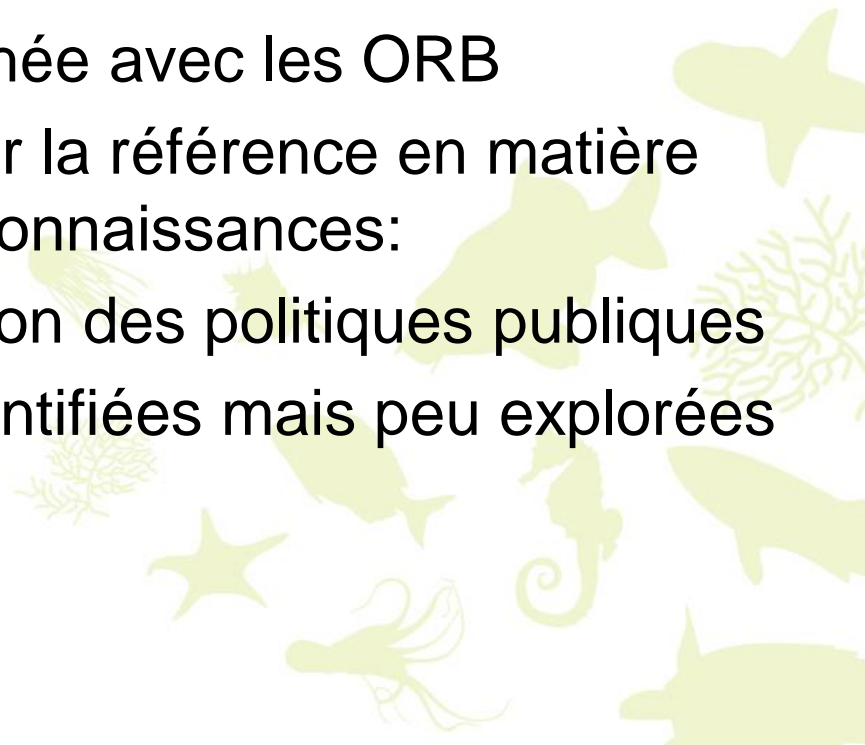 née avec les ORB
r la référence en matière
onnaissances:
on des politiques publiques
ntifiées mais peu explorées